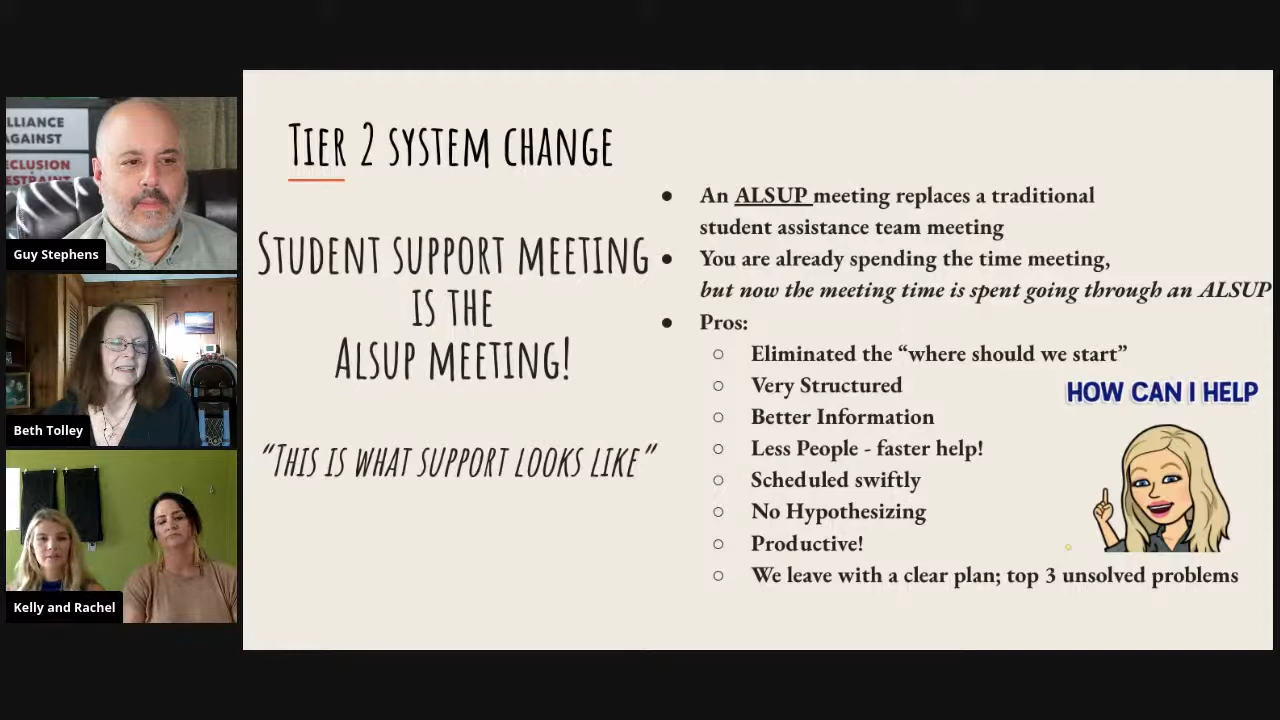 LLIANCE
AGAINST
ECLUSION
ESTRAINT
Guy Stephens
Beth Tolley
Kelly and Rachel
Tier 2 system change
Student support meeting
is the
Alsup meeting!
“This is what support looks like”
● An ALSUP meeting replaces a traditional
student assistance team meeting
● You are already spending the time meeting,
but now the meeting time is spent going through an ALSUP
● Pros:
○ Eliminated the “where should we start”
○ Very Structured
○ Better Information
○ Less People - faster help!
○ Scheduled swiftly
○ No Hypothesizing
○ Productive!
○ We leave with a clear plan; top 3 unsolved problems
HOW CAN I HELP